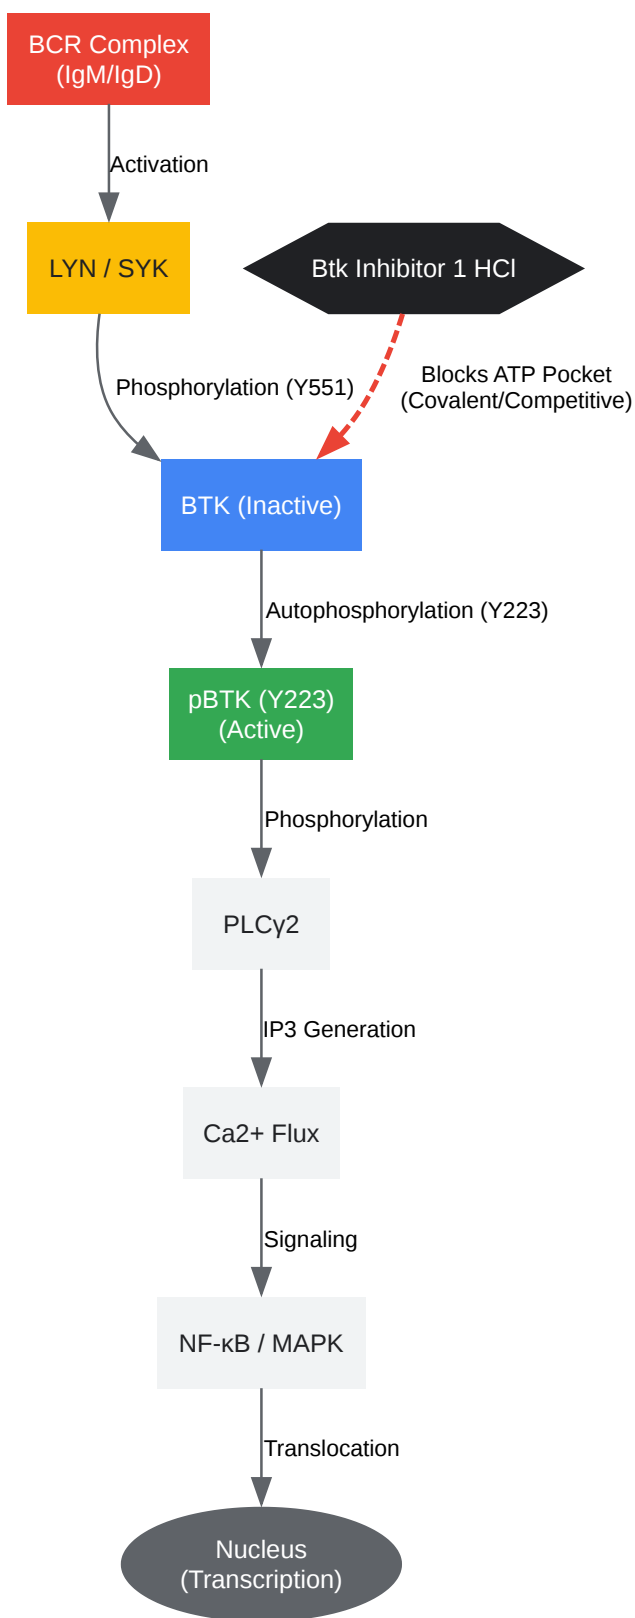 BCR Complex
(IgM/IgD)
Activation
LYN / SYK
Btk Inhibitor 1 HCl
Phosphorylation (Y551)
Blocks ATP Pocket
(Covalent/Competitive)
BTK (Inactive)
Autophosphorylation (Y223)
pBTK (Y223)
(Active)
Phosphorylation
PLCγ2
IP3 Generation
Ca2+ Flux
Signaling
NF-κB / MAPK
Translocation
Nucleus
(Transcription)